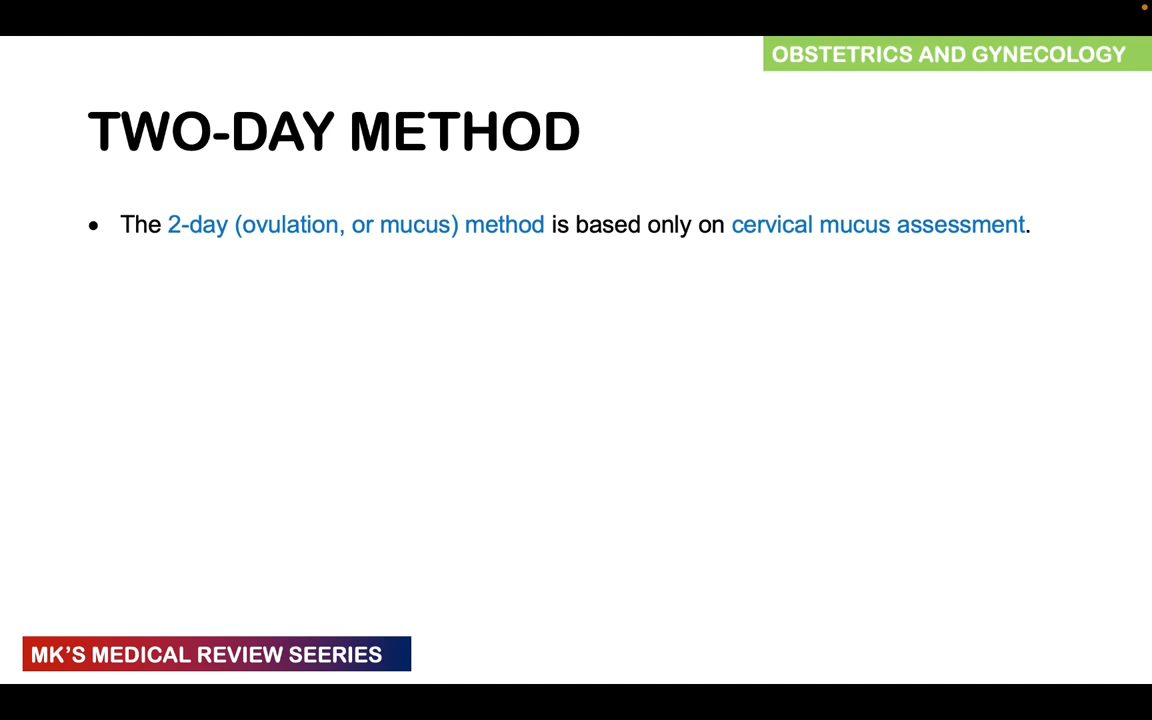 OBSTETRICS AND GYNECOLOGY
TWO-DAY METHOD
• The 2-day (ovulation, or mucus) method is based only on cervical mucus assessment.
MK'S MEDICAL REVIEW SEERIES